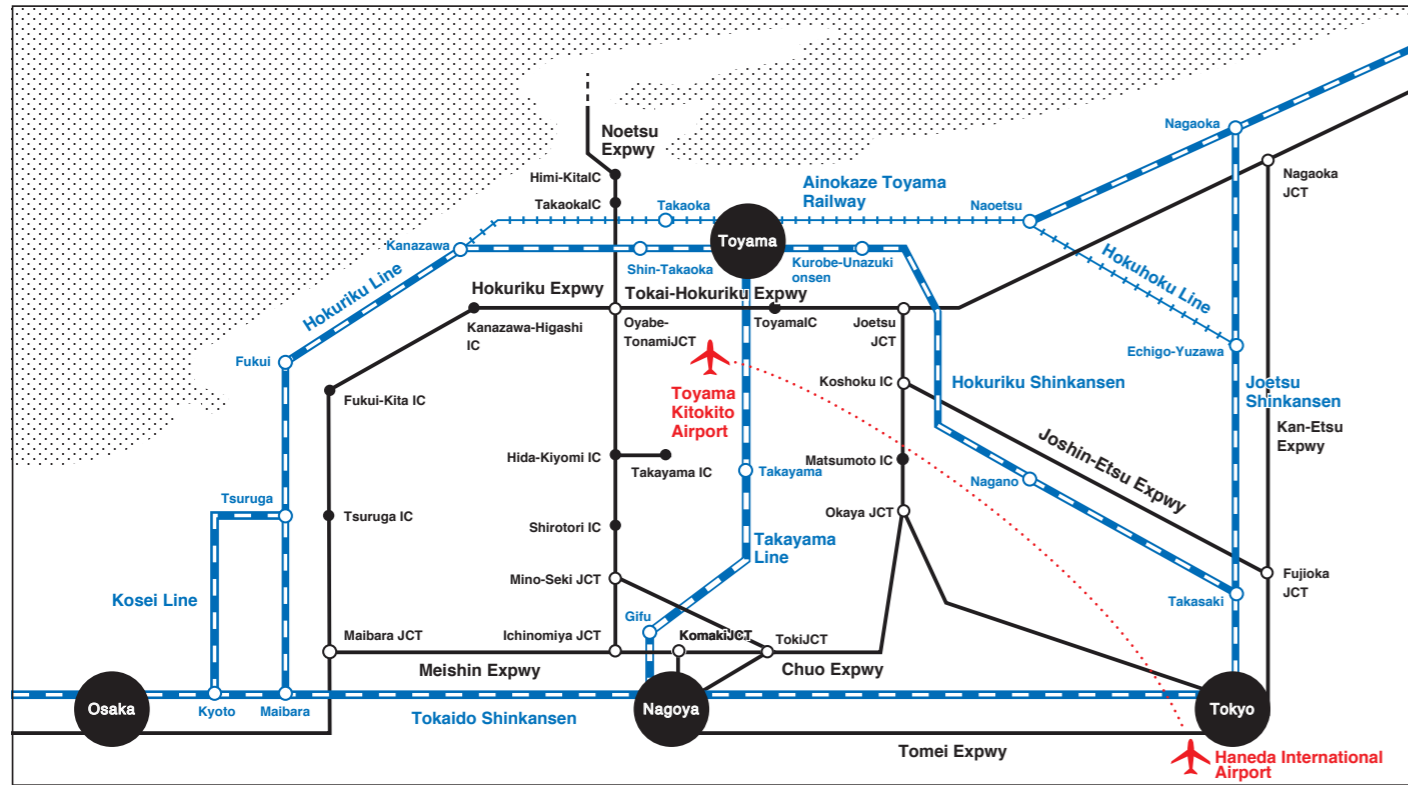 Noetsu
Expwy
Himi-KitaIC
TakaokaIC
Takaoka
Ainokaze Toyama
Railway
Naoetsu
Nagaoka
Nagaoka
JCT
Kanazawa
Toyama
Shin-Takaoka
Kurobe-Unazuki
onsen
Hokuriku Line
Hokuhoku Line
Hokuriku Expwy
Tokai-Hokuriku Expwy
Kanazawa-Higashi
IC
Oyabe-
TonamiJCT
ToyamaIC
Joetsu
JCT
Echigo-Yuzawa
Fukui
Fukui-Kita IC
Toyama
Kitokito
Airport
Koshoku IC
Hokuriku Shinkansen
Joetsu
Shinkansen
Kan-Etsu
Expwy
Joshin-Etsu Expwy
Hida-Kiyomi IC
Takayama IC
Takayama
Matsumoto IC
Nagano
Tsuruga
Tsuruga IC
Shirotori IC
Okaya JCT
Takayama
Line
Mino-Seki JCT
Fujioka
JCT
Kosei Line
Takasaki
Gifu
Maibara JCT
Ichinomiya JCT
KomakiJCT
TokiJCT
Meishin Expwy
Chuo Expwy
Osaka
Kyoto
Maibara
Tokaido Shinkansen
Nagoya
Tokyo
Tomei Expwy
Haneda International
Airport